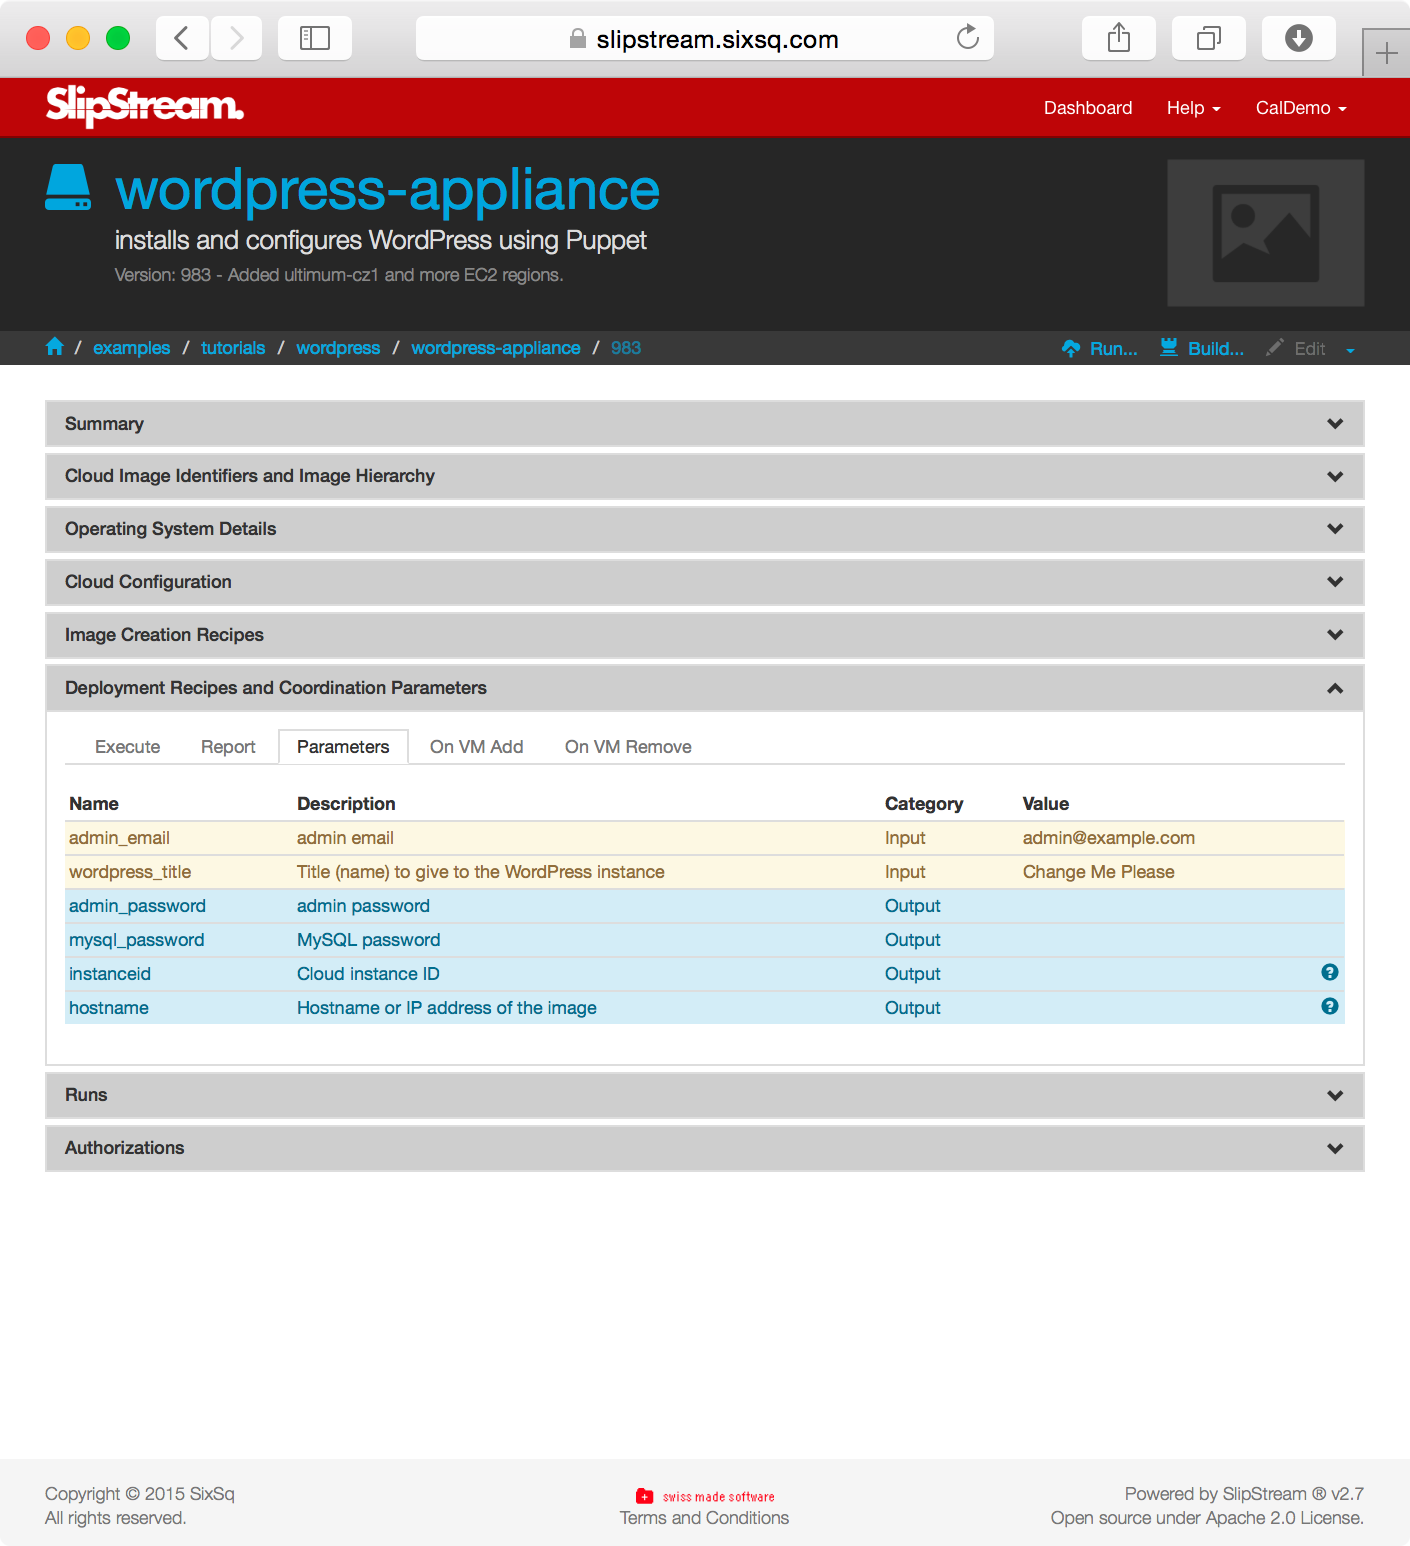 slipstream.sixsq.com
SlipStream.
Dashboard Help CalDemo
wordpress-appliance
installs and configures WordPress using Puppet
Version: 983 - Added ultimum-cz1 and more EC2 regions.
/ examples / tutorials / wordpress / wordpress-appliance / 983 Run... Build... Edit
Summary
Cloud Image Identifiers and Image Hierarchy
Operating System Details
Cloud Configuration
Image Creation Recipes
Deployment Recipes and Coordination Parameters
Execute Report Parameters On VM Add On VM Remove
Name Description Category Value
admin_email admin email Input admin@example.com
wordpress_title Title (name) to give to the WordPress instance Input Change Me Please
admin_password admin password Output
mysql_password MySQL password Output
instanceid Cloud instance ID Output ?
hostname Hostname or IP address of the image Output ?
Runs
Authorizations
Copyright © 2015 SixSq swiss made software Powered by SlipStream ® v2.7
All rights reserved. Terms and Conditions Open source under Apache 2.0 License.